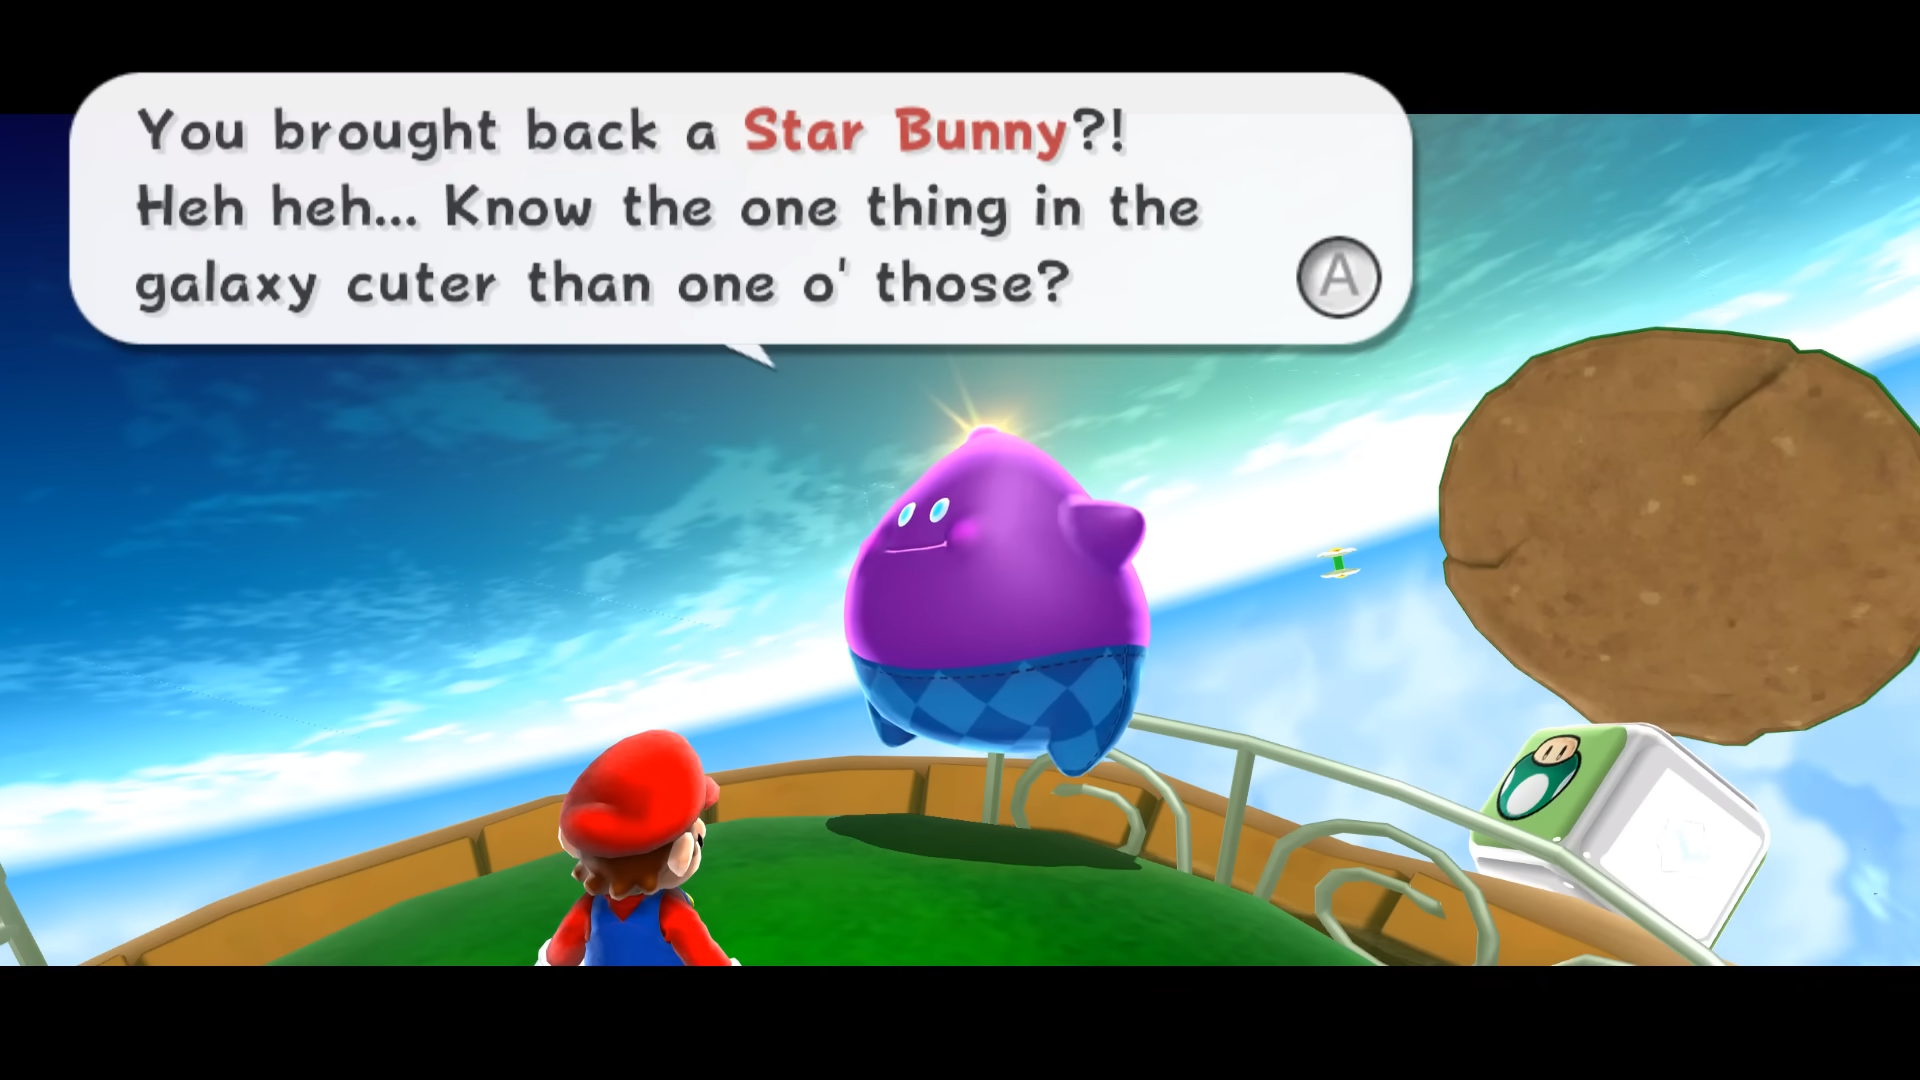 You brought back a Star Bunny?!
Heh heh... Know the one thing in the
galaxy cuter than one o' those?
A